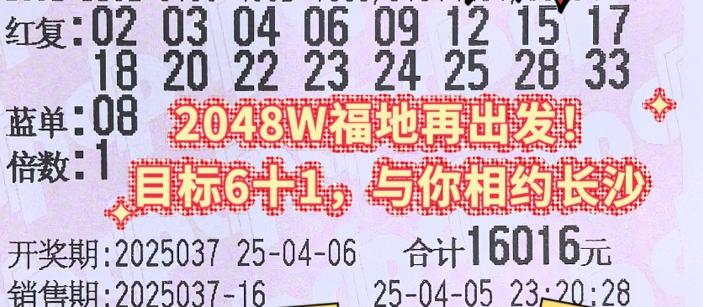 红复:02 03 04 06 09 12 15 17
18 20 22 23 24 25 28 33
蓝单:08
2048W福地再出发!
倍数:1
目标6十1，与你相约长沙
开奖期:2025037 25-04-06 合计16016元
销售期:2025037-16 25-04-05 23:20:28